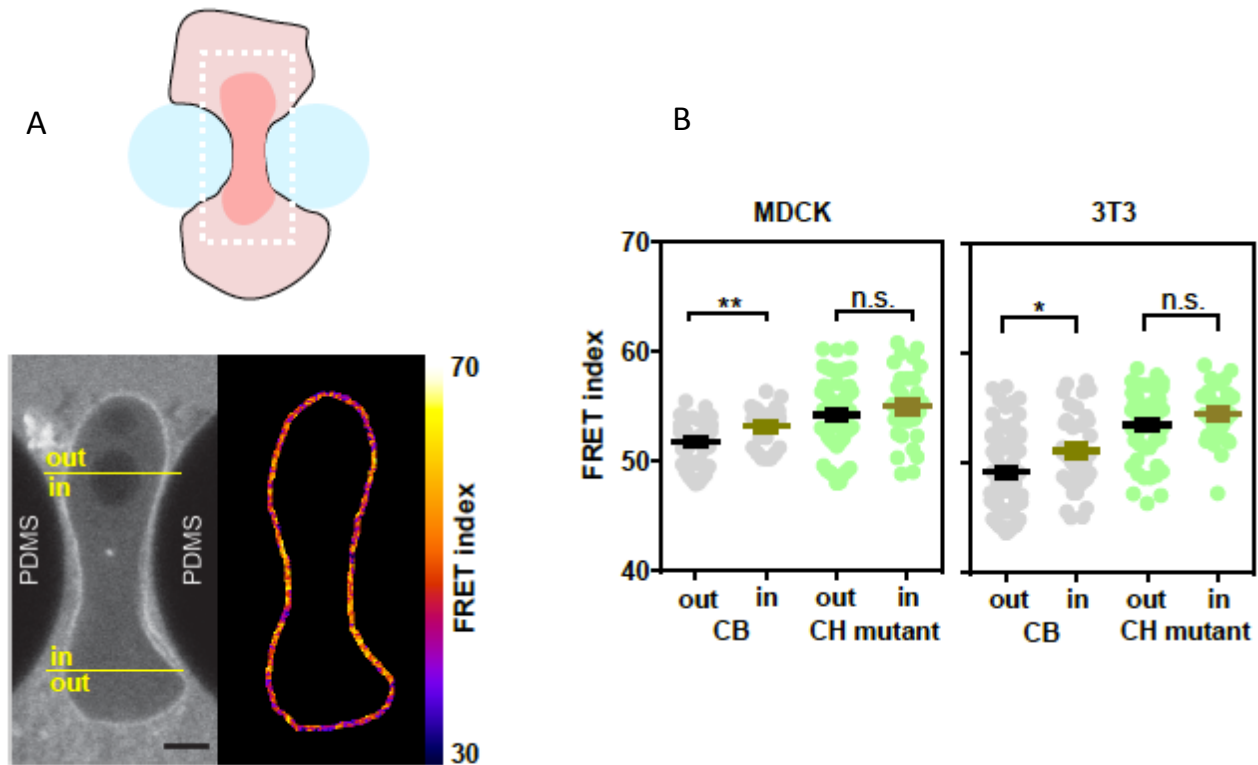 A
B
out
in
PDMS
PDMS
in
out
70
FRET index
30
MDCK
3T3
70
60
50
40
FRET index
**
n.s.
*
n.s.
out in out in
CB CH mutant
out in out in
CB CH mutant